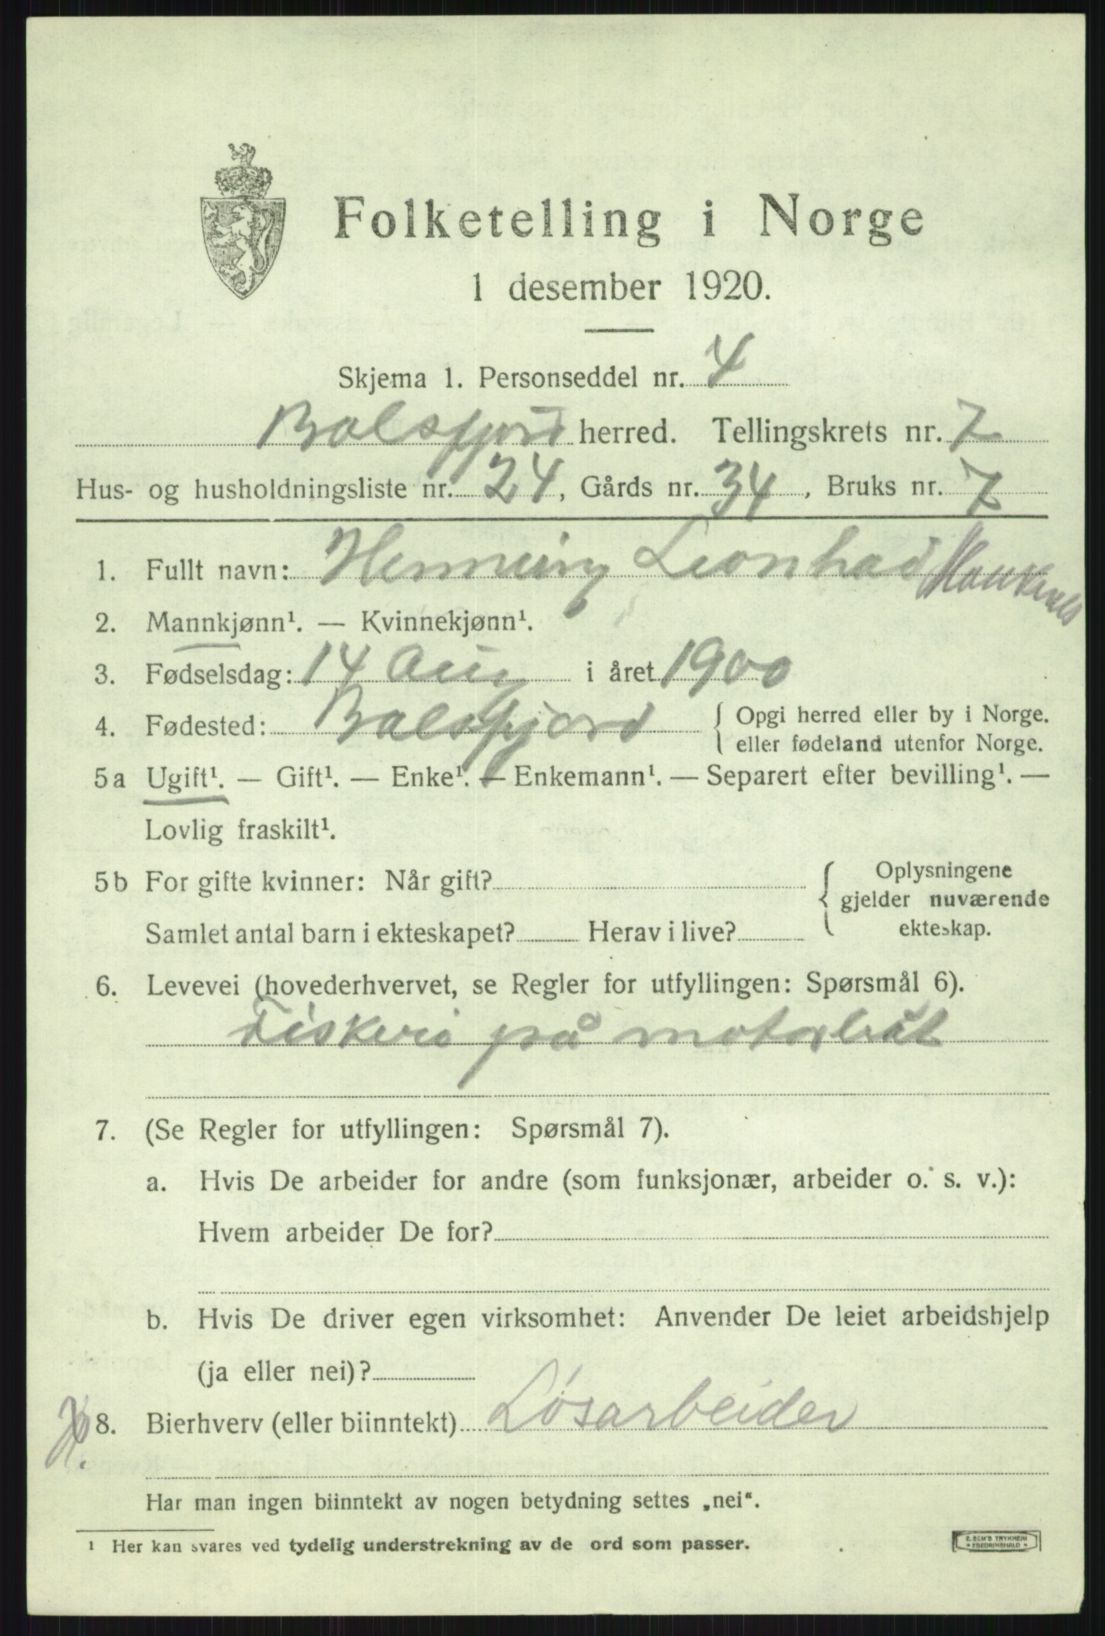 Folketelling i Norge
1 desember 1920.
Skjema 1. Personseddel nr. 4
Balsfjord herred. Tellingskrets nr. 7
Hus- og husholdningsliste nr. 24, Gårds nr. 34, Bruks nr. 7
1. Fullt navn: Henning Leonhad
2. Mannkjønn¹. — Kvinnekjønn¹.
3. Fødselsdag: 14 Aug i året 1900
4. Fødested: Balsfjord { Opgi herred eller by i Norge.
eller fødeland utenfor Norge.
5a Ugift¹. — Gift¹. — Enke¹. — Enkemann¹. — Separert efter bevilling¹. —
Lovlig fraskilt¹.
5b For gifte kvinner: Når gift? { Oplysningene
gjelder nuværende
Samlet antal barn i ekteskapet? Herav i live? ekteskap.
6. Levevei (hovederhvervet, se Regler for utfyllingen: Spørsmål 6).
Fiskeri på motorbåt
7. (Se Regler for utfyllingen: Spørsmål 7).
a. Hvis De arbeider for andre (som funksjonær, arbeider o. s. v.):
Hvem arbeider De for?
b. Hvis De driver egen virksomhet: Anvender De leiet arbeidshjelp
(ja eller nei)?
8. Bierhverv (eller biinntekt) Løsarbeider
Har man ingen biinntekt av nogen betydning settes „nei“.
¹ Her kan svares ved tydelig understrekning av de ord som passer.